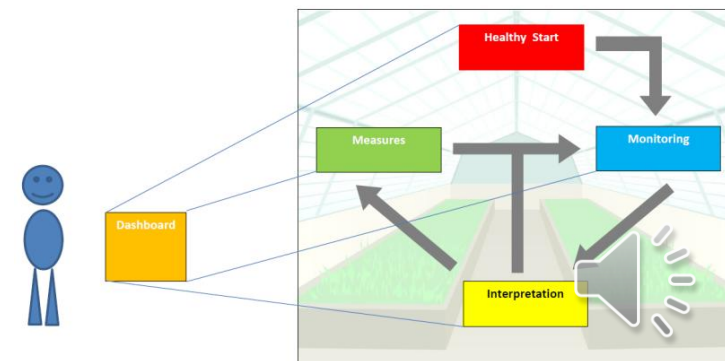 Healthy Start
Measures
Monitoring
Dashboard
Interpretation